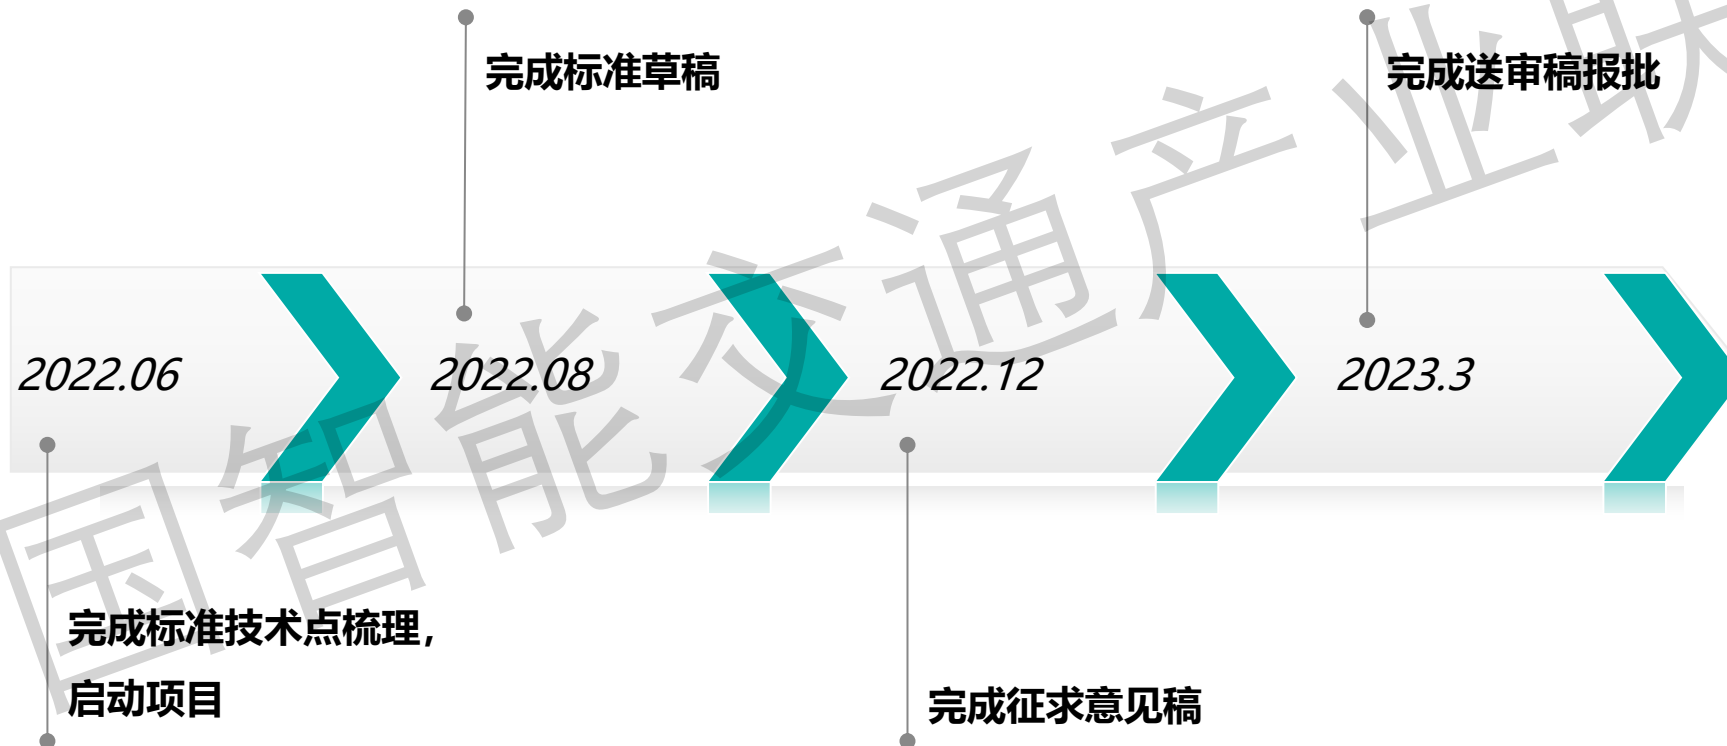 完成标准草稿
完成送审稿报批
2022.06
2022.08
2022.12
2023.3
完成标准技术点梳理，
启动项目
完成征求意见稿
国智能交通产业联